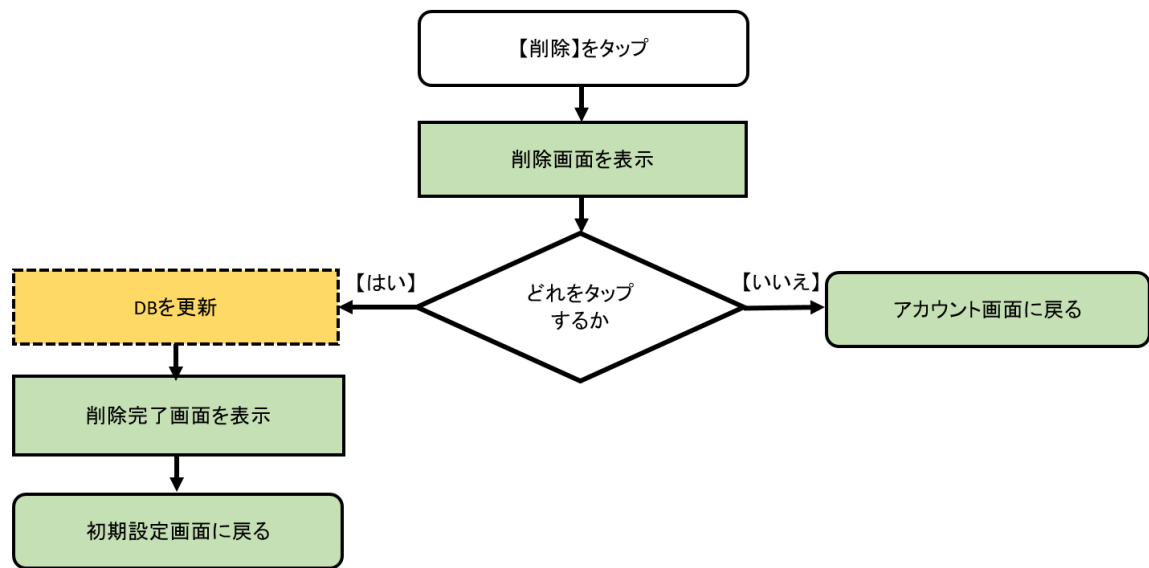 【削除】をタップ
削除画面を表示
【はい】
どれをタップ
するか
【いいえ】
DBを更新
アカウント画面に戻る
削除完了画面を表示
初期設定画面に戻る